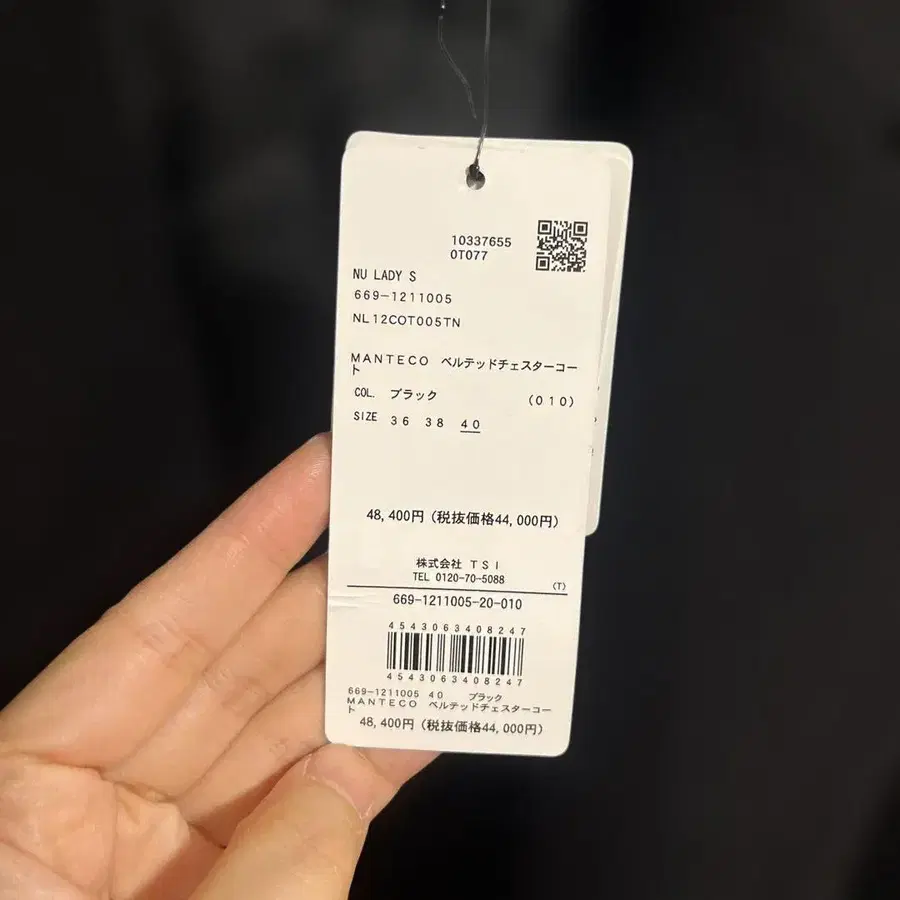 10337655
0T077
NU LADY S
669-1211005
NL12COT005TN
MANTECO ベルテッドチェスターコー
ト
COL. ブラック (010)
SIZE 36 38 40
48,400円(税抜価格44,000円)
株式会社 TSI
TEL 0120-70-5088
(T)
669-1211005-20-010
4543063408247
4543063408247
669-1211005 40 ブラック
MANTECO ベルテッドチェスターコー
ト
48,400円(税抜価格44,000円)